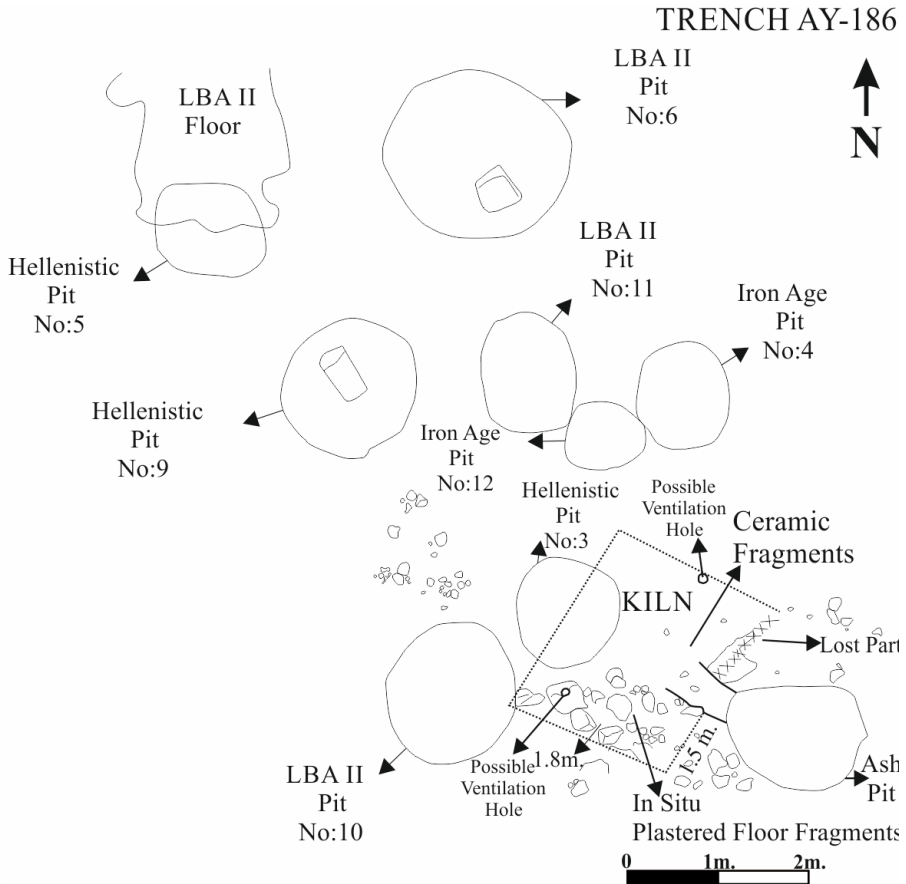 TRENCH AY-186
LBA II
Floor
LBA II
Pit
No:6
N
Hellenistic
Pit
No:5
LBA II
Pit
No:11
Iron Age
Pit
No:4
Hellenistic
Pit
No:9
Iron Age
Pit
No:12
Hellenistic
Pit
No:3
Possible
Ventilation
Hole
Ceramic
Fragments
KILN
Lost Part
LBA II
Pit
No:10
Possible
Ventilation
Hole
1.8m.
1.5 m.
In Situ
Plastered Floor Fragments
Ash
Pit
0 1m. 2m.